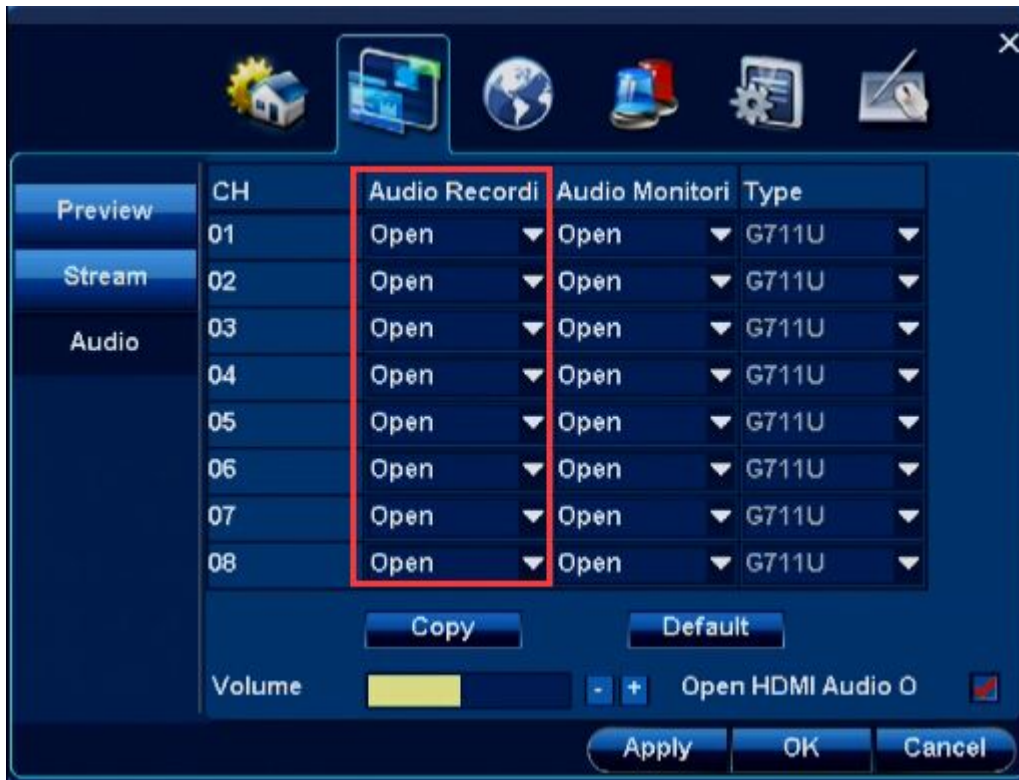 CH Audio Recordi Audio Monitori Type
Preview
01 Open Open G711U
Stream
02 Open Open G711U
03 Open Open G711U
Audio
04 Open Open G711U
05 Open Open G711U
06 Open Open G711U
07 Open Open G711U
08 Open Open G711U
Copy Default
Volume - + Open HDMI Audio O
Apply OK Cancel